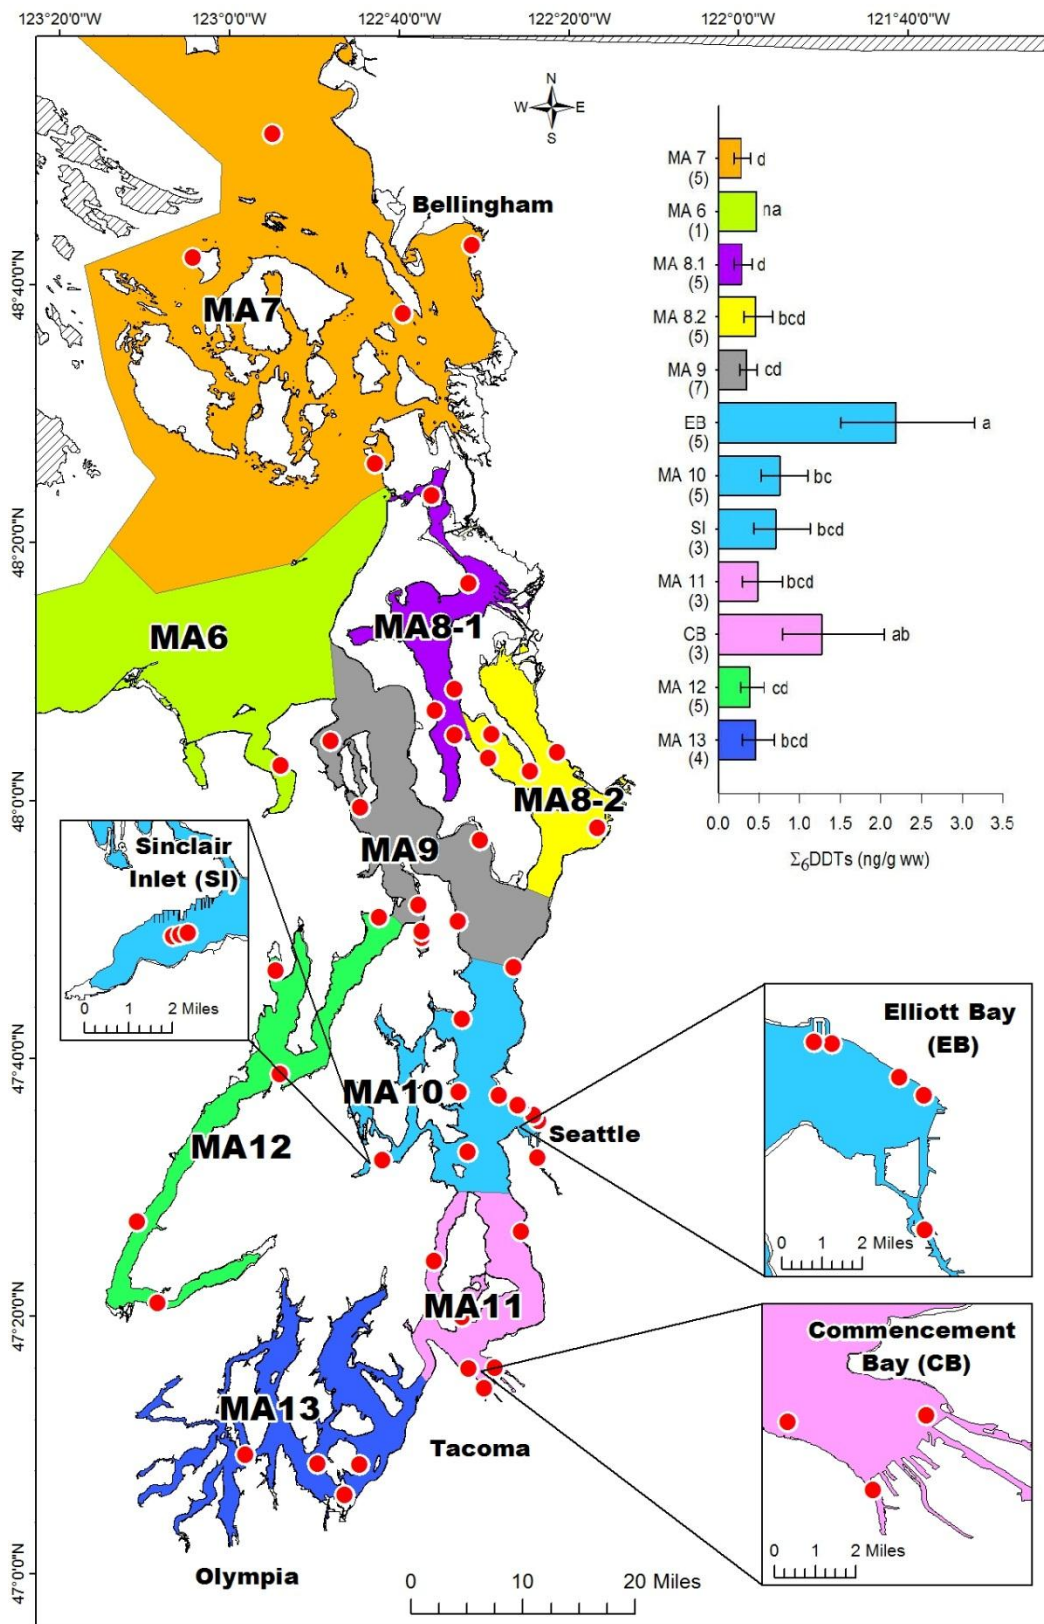 123°20'0"W 123°0'0"W 122°40'0"W 122°20'0"W 122°0'0"W 121°40'0"W
N
W E
S
Bellingham
48°40'0"N
MA7
48°20'0"N
MA6
MA8-1
48°0'0"N
MA8-2
MA9
Sinclair
Inlet (SI)
0 1 2 Miles
47°40'0"N
MA10
MA12
Seattle
Elliott Bay
(EB)
0 1 2 Miles
47°20'0"N
MA11
Commencement
Bay (CB)
0 1 2 Miles
MA13
Tacoma
47°0'0"N
Olympia
0 10 20 Miles
MA 7
(5)
d
MA 6
(1)
na
MA 8.1
(5)
d
MA 8.2
(5)
bcd
MA 9
(7)
cd
EB
(5)
a
MA 10
(5)
bc
SI
(3)
bcd
MA 11
(3)
bcd
CB
(3)
ab
MA 12
(5)
cd
MA 13
(4)
bcd
0.0 0.5 1.0 1.5 2.0 2.5 3.0 3.5
Σ6DDTs (ng/g ww)